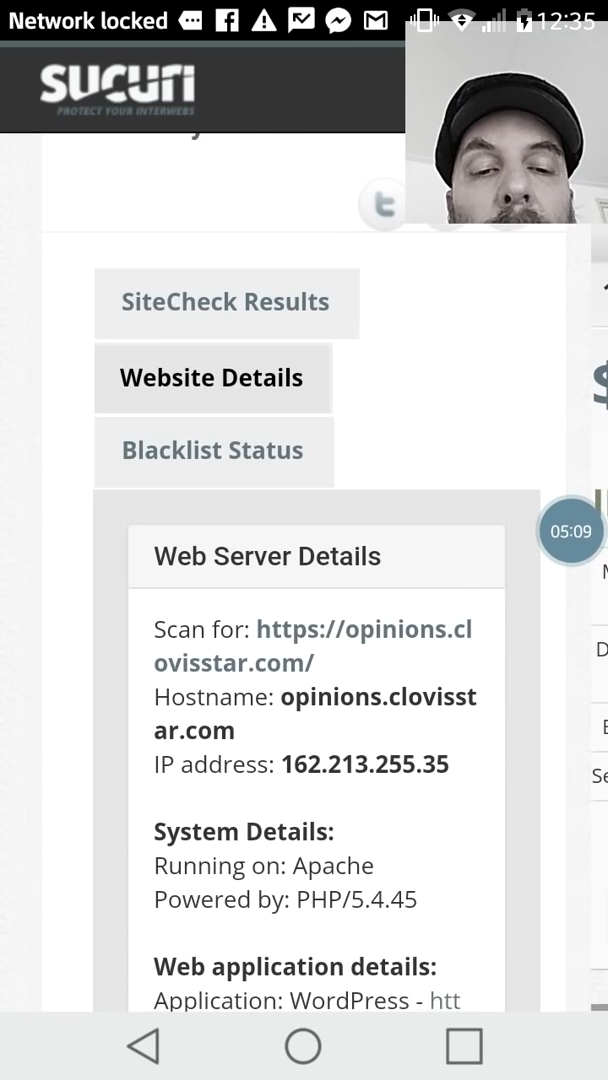 Network locked 12:35
sucuri
PROTECT YOUR INTERWEBS
SiteCheck Results
Website Details
$
Blacklist Status
05:09
Web Server Details
Scan for: https://opinions.cl
ovisstar.com/
Hostname: opinions.clovisst
ar.com
IP address: 162.213.255.35
System Details:
Running on: Apache
Powered by: PHP/5.4.45
Web application details:
Application: WordPress - htt